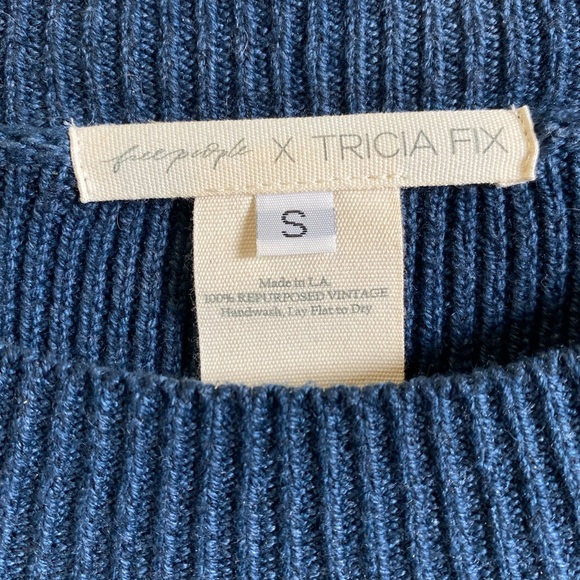 free people X TRICIA FIX
S
Made in L.A.
100% REPURPOSED VINTAGE
Handwash, Lay Flat to Dry